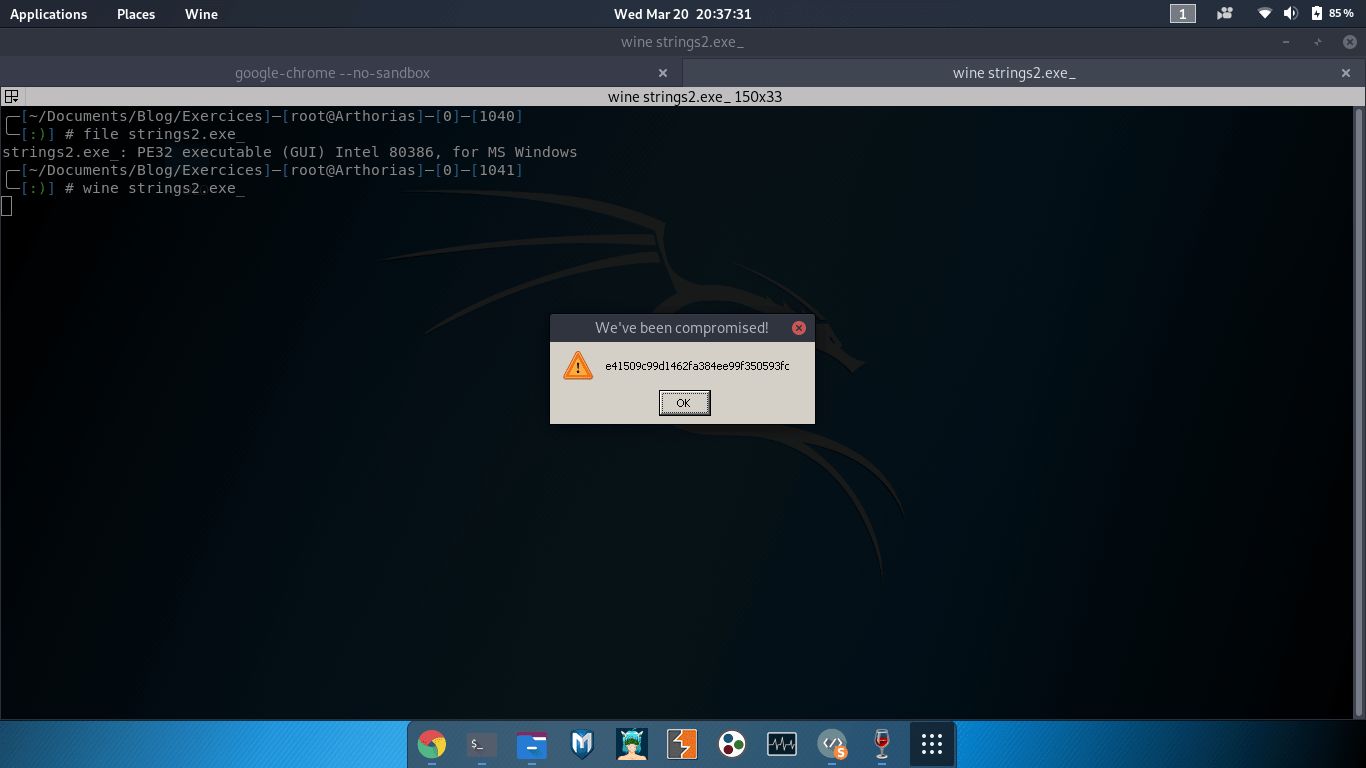 Applications Places Wine Wed Mar 20 20:37:31 1 85 %
wine strings2.exe_
google-chrome --no-sandbox wine strings2.exe_
wine strings2.exe_ 150x33
╭─[~/Documents/Blog/Exercices]─[root@Arthorias]─[0]─[1040]
╰─[:)] # file strings2.exe_
strings2.exe_: PE32 executable (GUI) Intel 80386, for MS Windows
╭─[~/Documents/Blog/Exercices]─[root@Arthorias]─[0]─[1041]
╰─[:)] # wine strings2.exe_
We've been compromised!
e41509c99d1462fa384ee99f350593fc
OK
$_
S